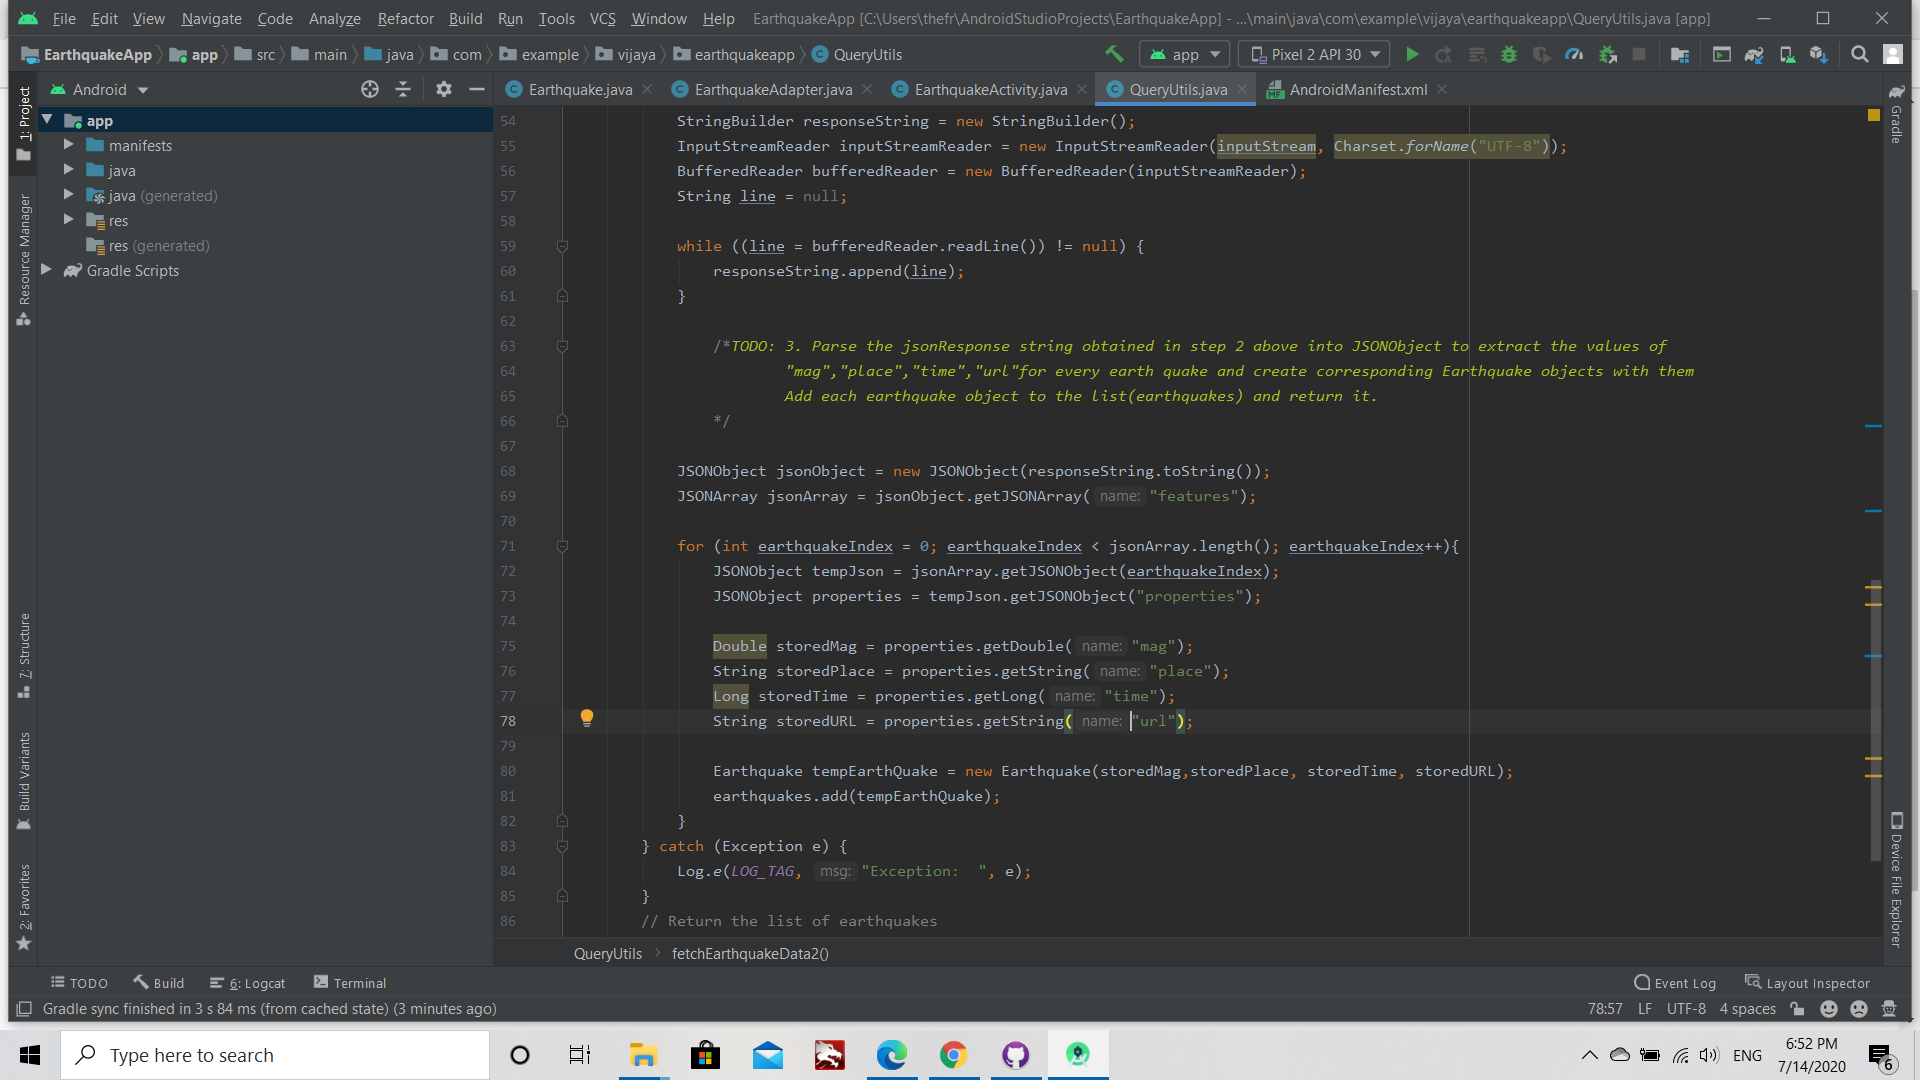 File Edit View Navigate Code Analyze Refactor Build Run Tools VCS Window Help EarthquakeApp [C:\Users\thefr\AndroidStudioProjects\EarthquakeApp] - ...\main\java\com\example\vijaya\earthquakeapp\QueryUtils.java [app]
EarthquakeApp app src main java com example vijaya earthquakeapp QueryUtils app Pixel 2 API 30
Android
Earthquake.java EarthquakeAdapter.java EarthquakeActivity.java QueryUtils.java AndroidManifest.xml
1: Project
Resource Manager
7: Structure
Build Variants
2: Favorites
app
manifests
java
java (generated)
res
res (generated)
Gradle Scripts
54 StringBuilder responseString = new StringBuilder();
55 InputStreamReader inputStreamReader = new InputStreamReader(inputStream, Charset.forName("UTF-8"));
56 BufferedReader bufferedReader = new BufferedReader(inputStreamReader);
57 String line = null;
58
59 while ((line = bufferedReader.readLine()) != null) {
60 responseString.append(line);
61 }
62
63 /*TODO: 3. Parse the jsonResponse string obtained in step 2 above into JSONObject to extract the values of
64 "mag","place","time","url"for every earth quake and create corresponding Earthquake objects with them
65 Add each earthquake object to the list(earthquakes) and return it.
66 */
67
68 JSONObject jsonObject = new JSONObject(responseString.toString());
69 JSONArray jsonArray = jsonObject.getJSONArray( name: "features");
70
71 for (int earthquakeIndex = 0; earthquakeIndex < jsonArray.length(); earthquakeIndex++){
72 JSONObject tempJson = jsonArray.getJSONObject(earthquakeIndex);
73 JSONObject properties = tempJson.getJSONObject("properties");
74
75 Double storedMag = properties.getDouble( name: "mag");
76 String storedPlace = properties.getString( name: "place");
77 Long storedTime = properties.getLong( name: "time");
78 String storedURL = properties.getString( name: "url");
79
80 Earthquake tempEarthQuake = new Earthquake(storedMag,storedPlace, storedTime, storedURL);
81 earthquakes.add(tempEarthQuake);
82 }
83 } catch (Exception e) {
84 Log.e(LOG_TAG, msg: "Exception:  ", e);
85 }
86 // Return the list of earthquakes
Gradle
Device File Explorer
QueryUtils fetchEarthquakeData2()
TODO Build 6: Logcat Terminal Event Log Layout Inspector
Gradle sync finished in 3 s 84 ms (from cached state) (3 minutes ago) 78:57 LF UTF-8 4 spaces
Type here to search ENG 6:52 PM
7/14/2020 6